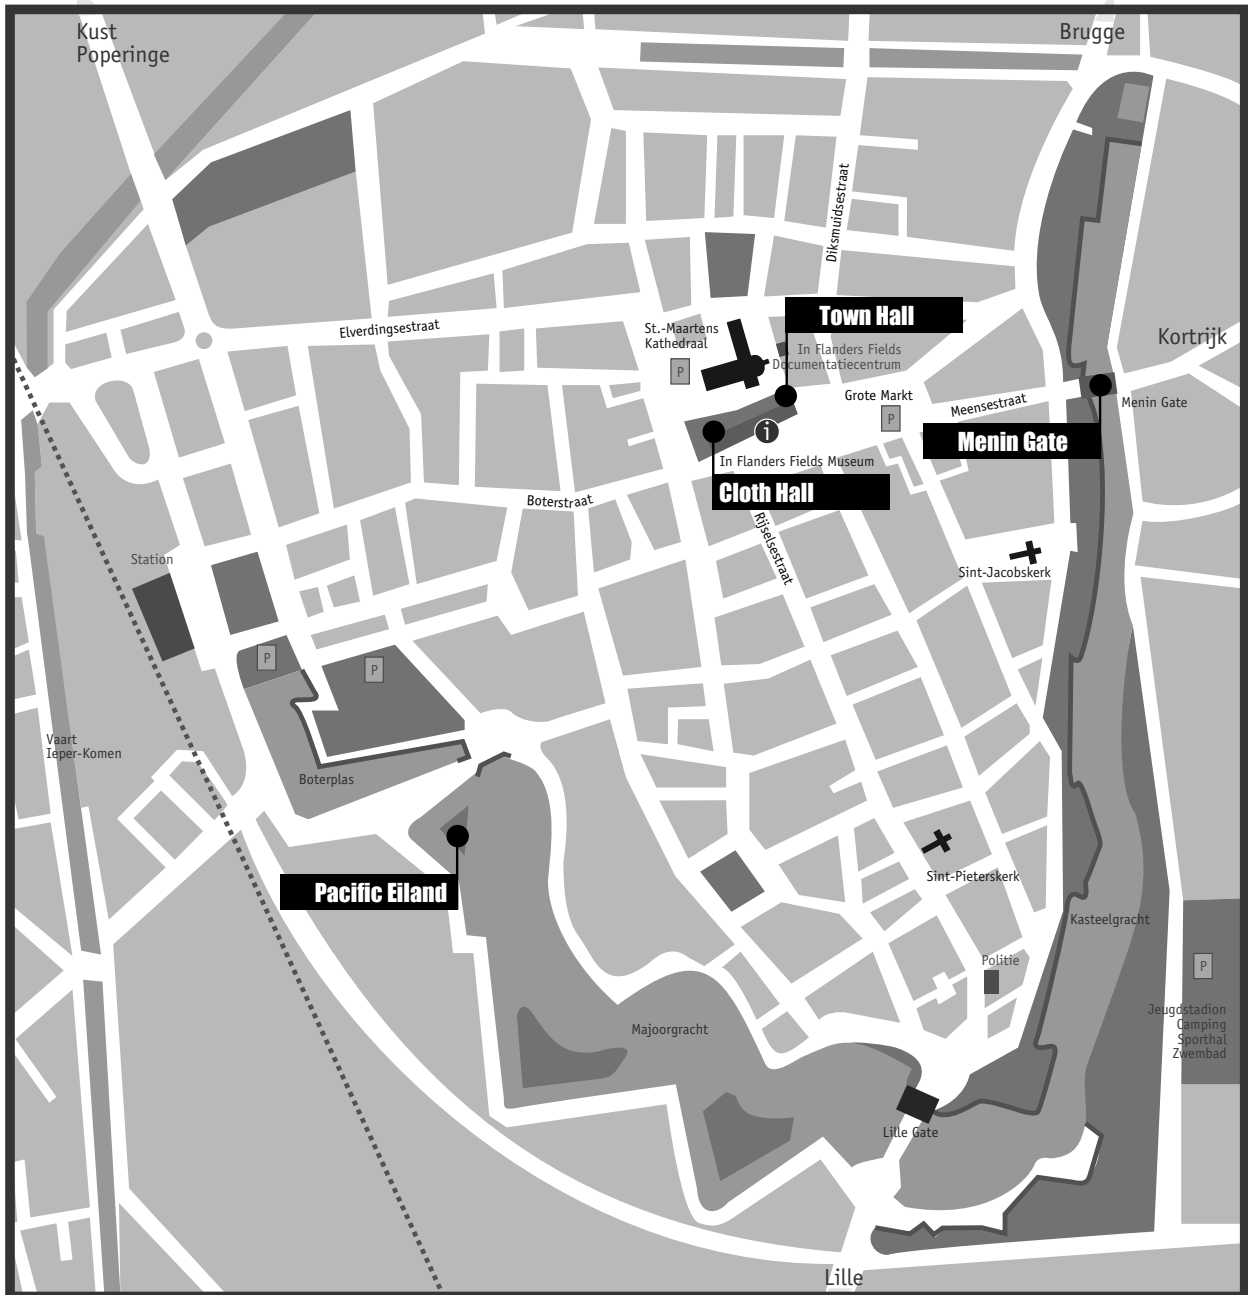 Kust
Poperinge
Brugge
Diksmuidsestraat
Town Hall
Elverdingsestraat
St.-Maartens
Kathedraal
P
In Flanders Fields
Documentatiecentrum
Kortrijk
Grote Markt
P
Meensestraat
Menin Gate
Menin Gate
i
In Flanders Fields Museum
Cloth Hall
Boterstraat
Rijselsestraat
Station
Sint-Jacobskerk
P
P
Vaart
Ieper-Komen
Boterplas
Pacific Eiland
Sint-Pieterskerk
Kasteelgracht
Politie
P
Majoorgracht
Jeugdstadion
Camping
Sporthal
Zwembad
Lille Gate
Lille